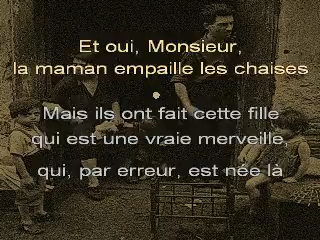 Et oui, Monsieur,
la maman empaille les chaises
Mais ils ont fait cette fille
qui est une vraie merveille,
qui, par erreur, est née là